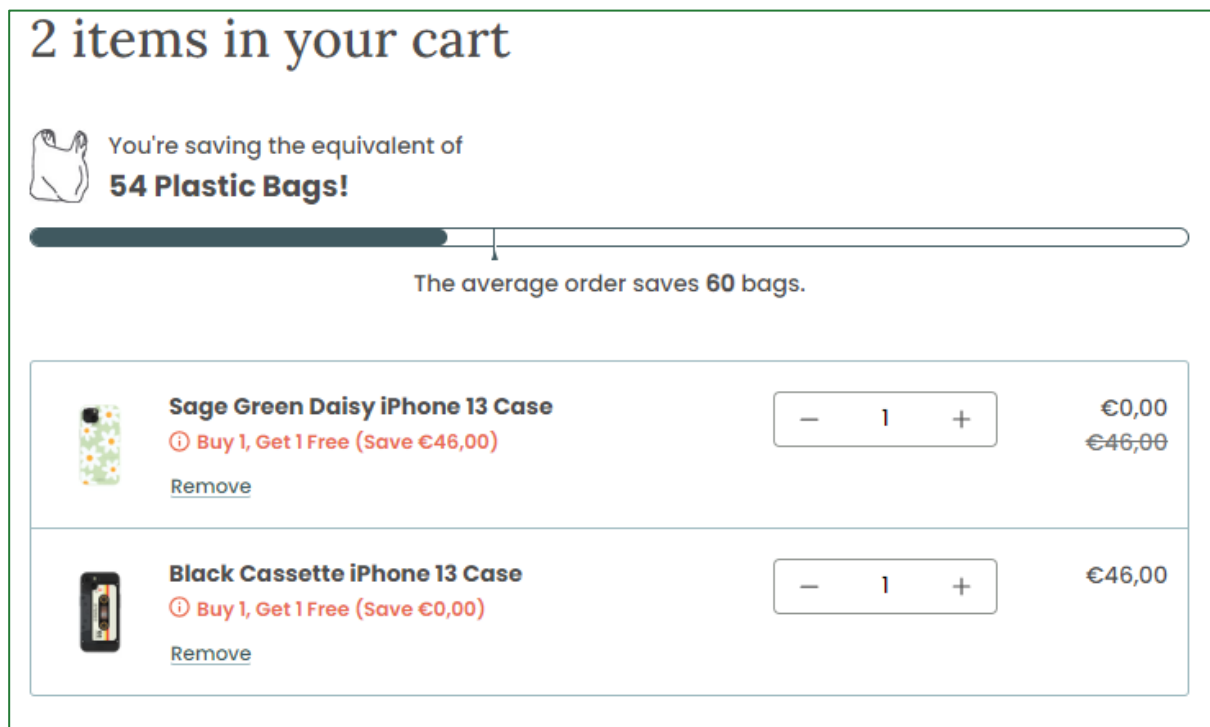 2 items in your cart
You're saving the equivalent of
54 Plastic Bags!
The average order saves 60 bags.
Sage Green Daisy iPhone 13 Case
Buy 1, Get 1 Free (Save €46,00)
Remove
− 1 +
€0,00
€46,00
Black Cassette iPhone 13 Case
Buy 1, Get 1 Free (Save €0,00)
Remove
− 1 +
€46,00